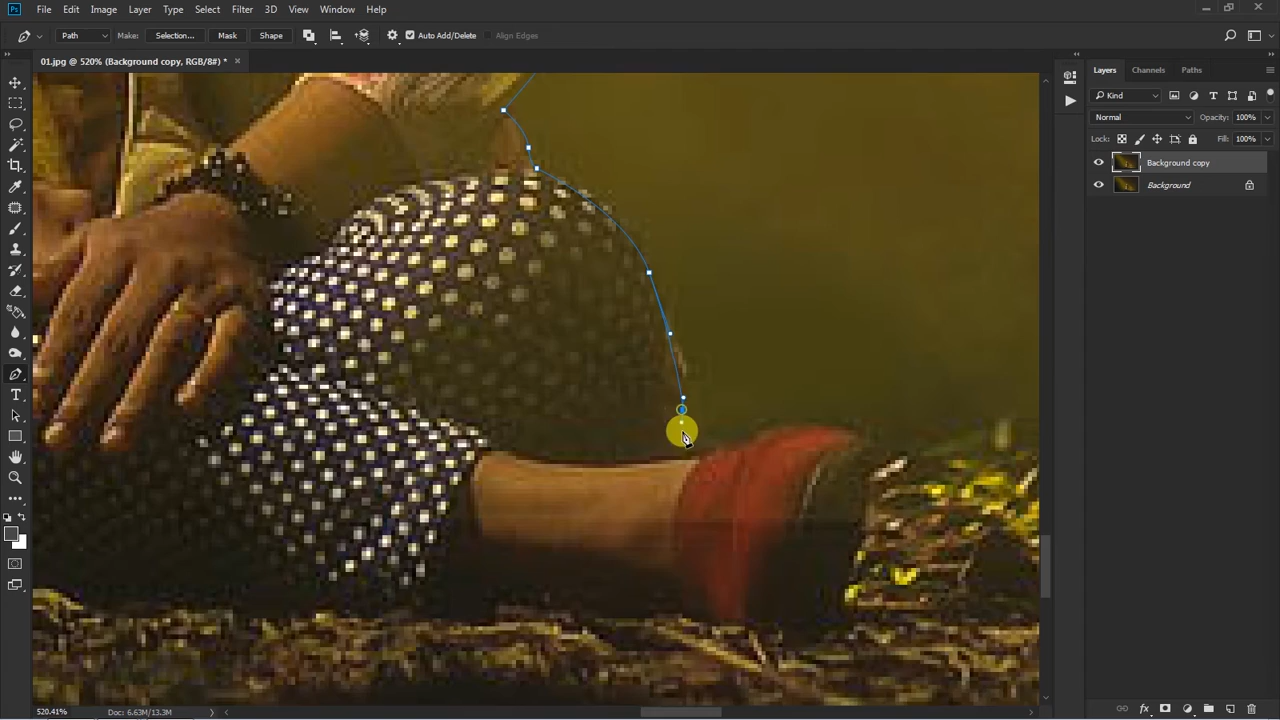 Ps File Edit Image Layer Type Select Filter 3D View Window Help
Path Make: Selection... Mask Shape Auto Add/Delete Align Edges
01.jpg @ 520% (Background copy, RGB/8#) * ×
Layers Channels Paths
Kind
Normal Opacity: 100%
Lock: Fill: 100%
Background copy
Background
520.41% Doc: 6.63M/13.3M